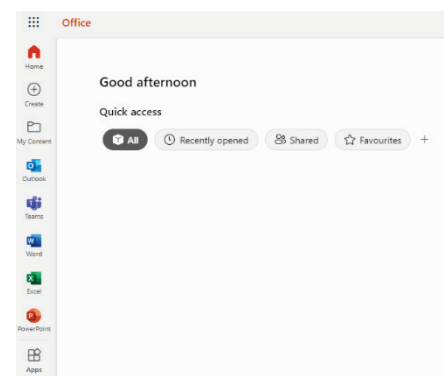 Office
Home
Create
My Content
Outlook
Teams
Word
Excel
PowerPoint
Apps
Good afternoon
Quick access
All Recently opened Shared Favourites +